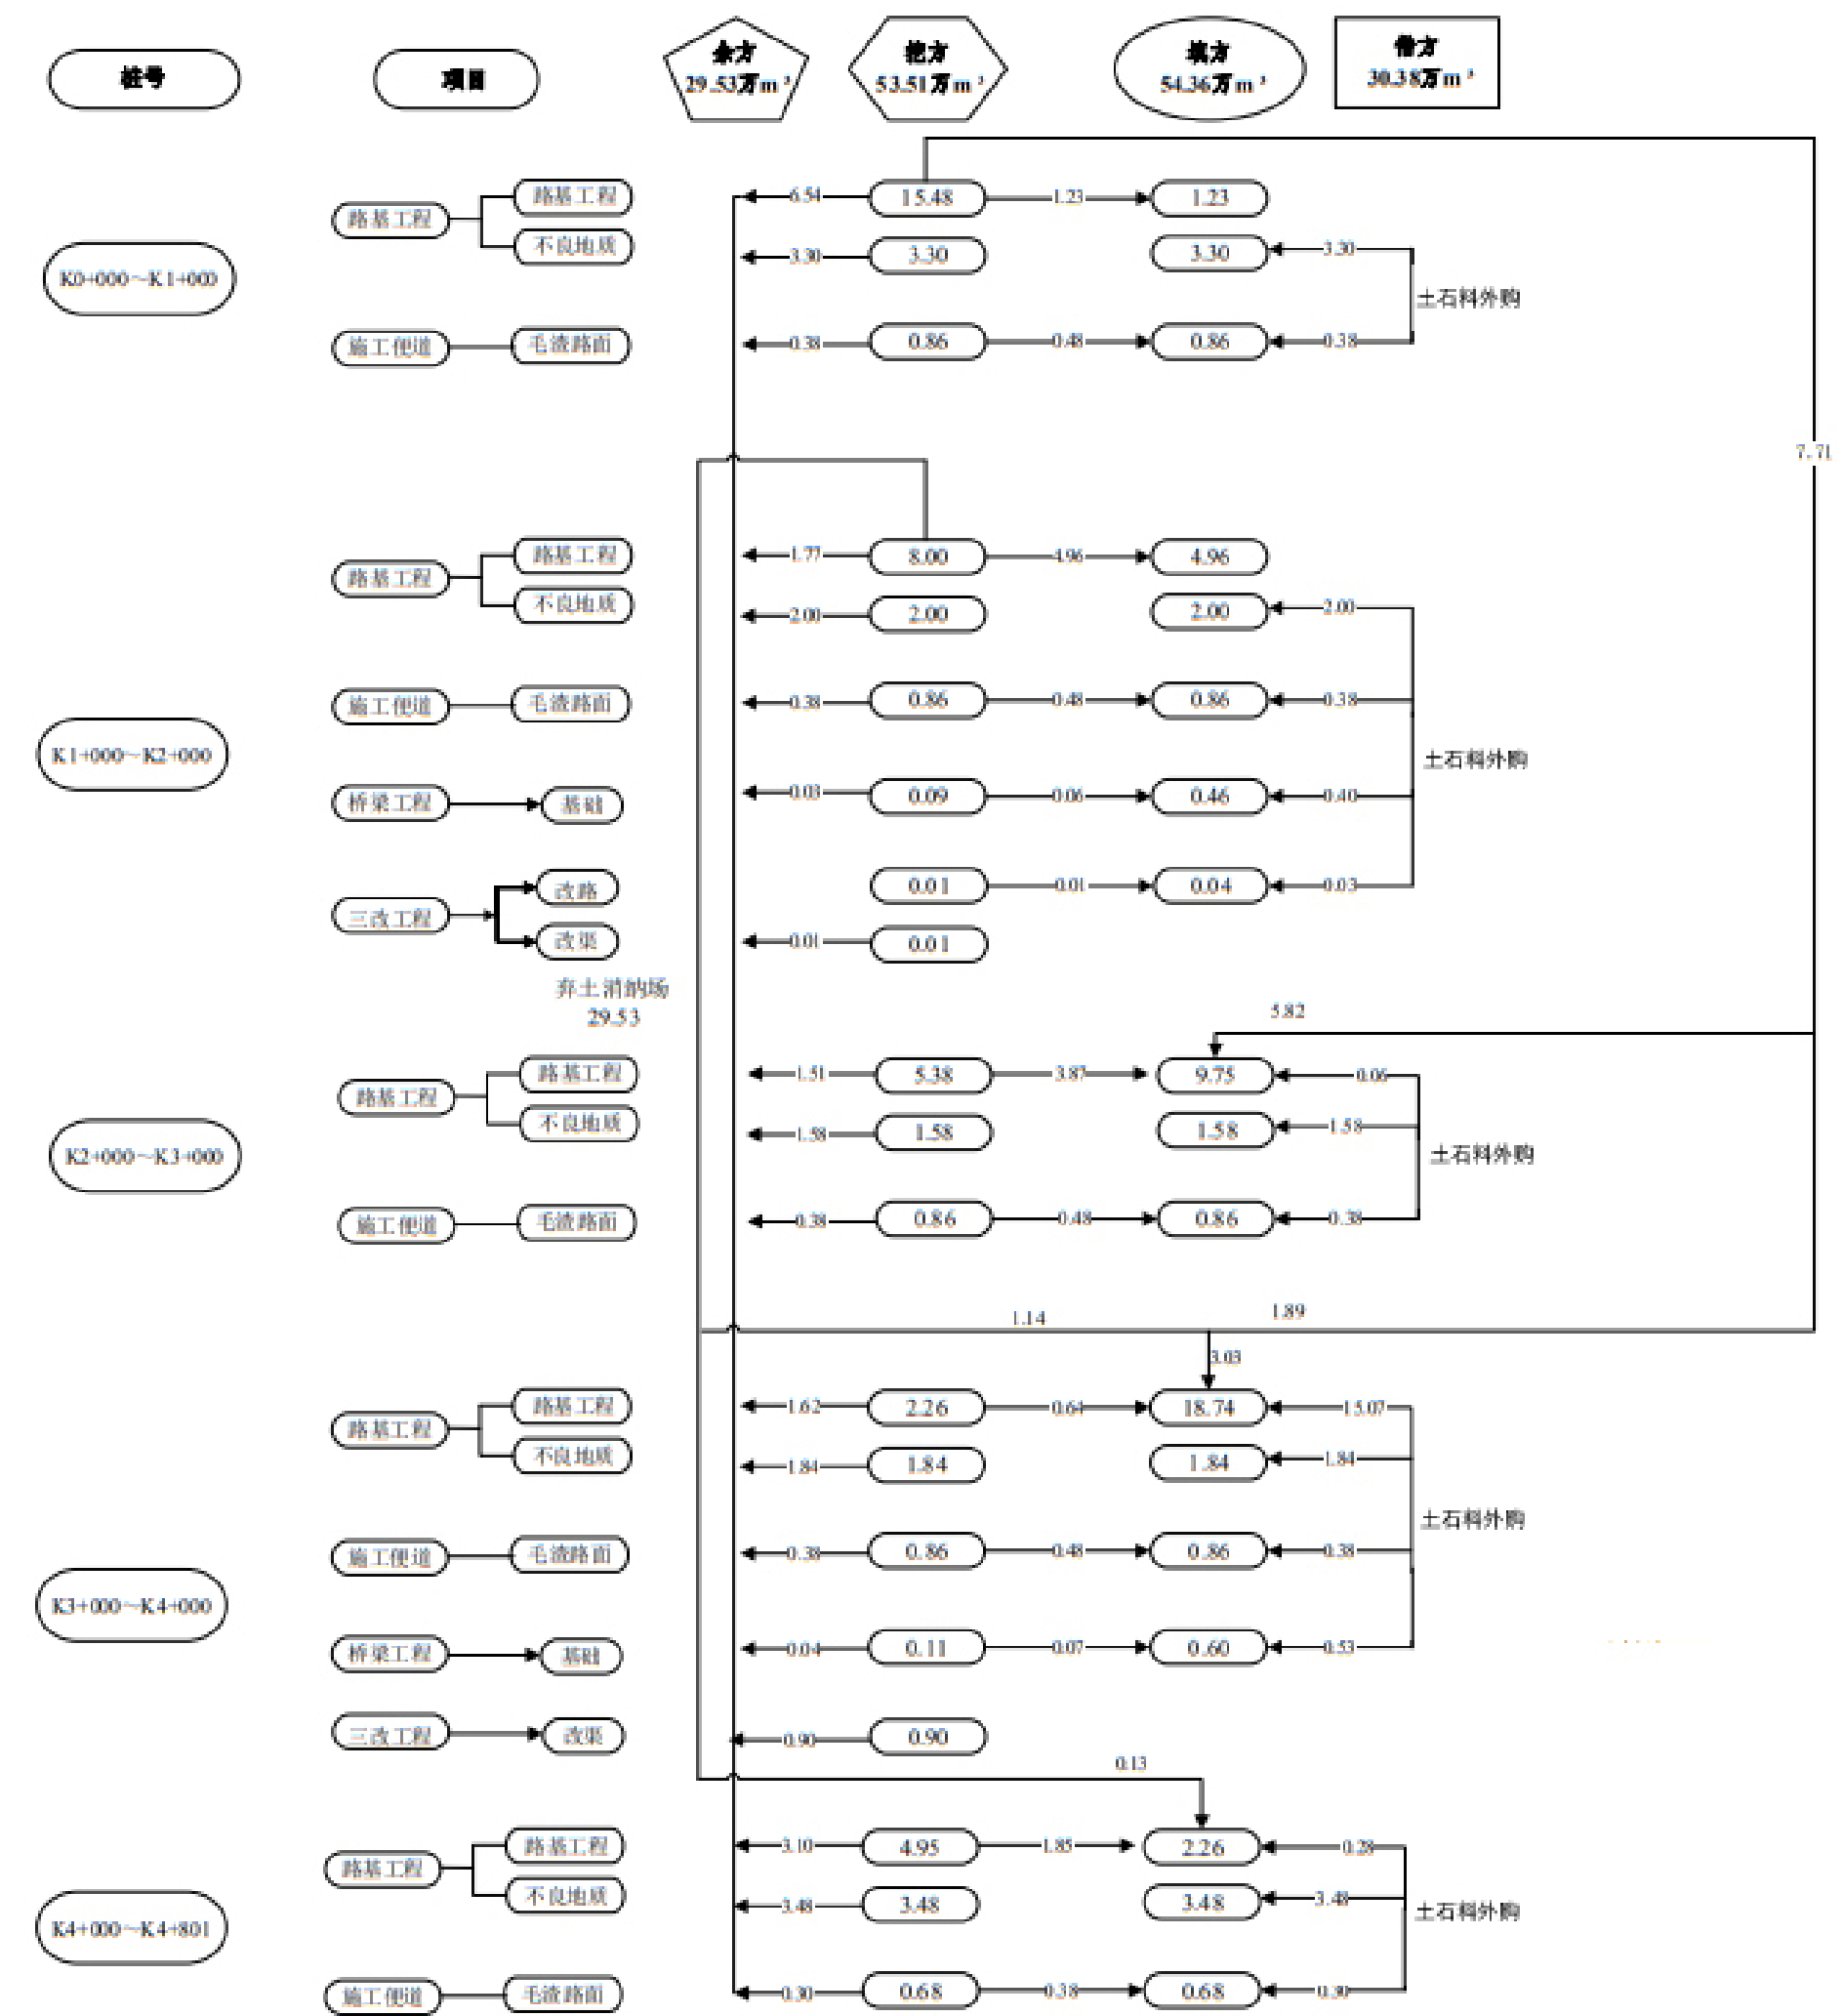 桩号
项目
余方
29.53万m³
挖方
53.51万m³
填方
54.36万m³
借方
30.38万m³
K0+000～K1+000
路基工程
路基工程
6.54
15.48
1.23
1.23
不良地质
3.30
3.30
3.30
3.30
土石料外购
施工便道
毛渣路面
0.38
0.86
0.48
0.86
0.38
7.71
K1+000～K2+000
路基工程
路基工程
1.77
8.00
4.96
4.96
不良地质
2.00
2.00
2.00
2.00
施工便道
毛渣路面
0.38
0.86
0.48
0.86
0.38
土石料外购
桥梁工程
基础
0.03
0.09
0.06
0.46
0.40
三改工程
改路
0.01
0.01
0.04
0.03
改渠
0.01
0.01
弃土消纳场
29.53
5.82
K2+000～K3+000
路基工程
路基工程
1.51
5.38
3.87
9.75
0.06
不良地质
1.58
1.58
1.58
1.58
土石料外购
施工便道
毛渣路面
0.38
0.86
0.48
0.86
0.38
1.14
1.89
3.03
K3+000～K4+000
路基工程
路基工程
1.62
2.26
0.64
18.74
15.07
不良地质
1.84
1.84
1.84
1.84
土石料外购
施工便道
毛渣路面
0.38
0.86
0.48
0.86
0.38
桥梁工程
基础
0.04
0.11
0.07
0.60
0.53
三改工程
改渠
0.90
0.90
0.13
K4+000～K4+801
路基工程
路基工程
3.10
4.95
1.85
2.26
0.28
不良地质
3.48
3.48
3.48
3.48
土石料外购
施工便道
毛渣路面
0.30
0.68
0.38
0.68
0.30